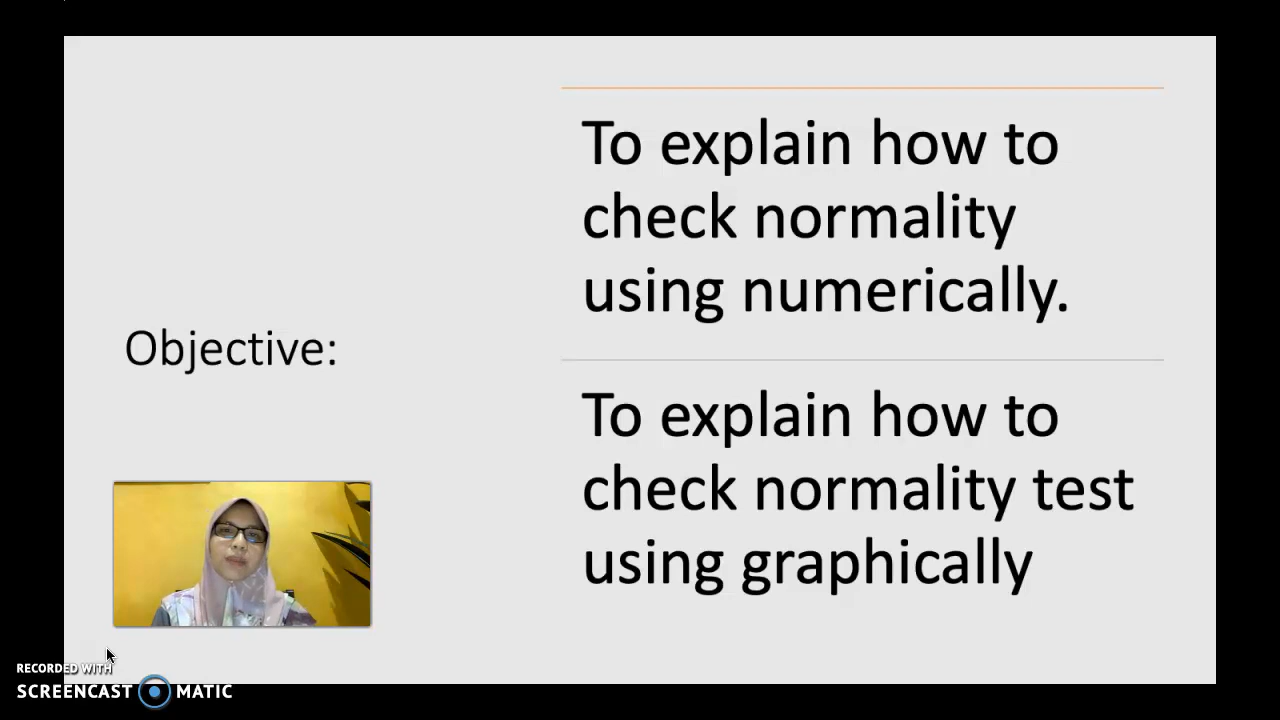 Objective:
To explain how to
check normality
using numerically.
To explain how to
check normality test
using graphically
RECORDED WITH
SCREENCAST MATIC